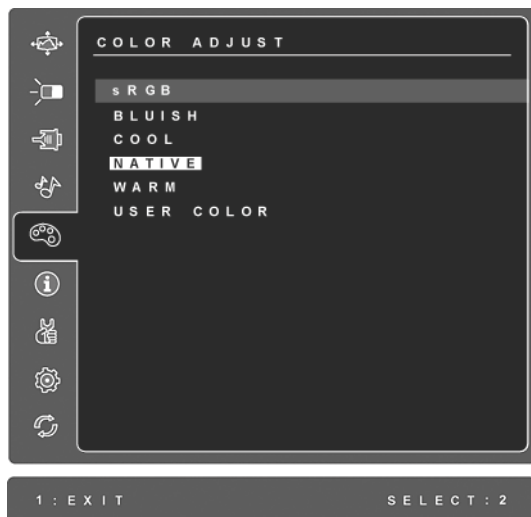 COLOR ADJUST
sRGB
BLUISH
COOL
NATIVE
WARM
USER COLOR
1:EXIT SELECT:2